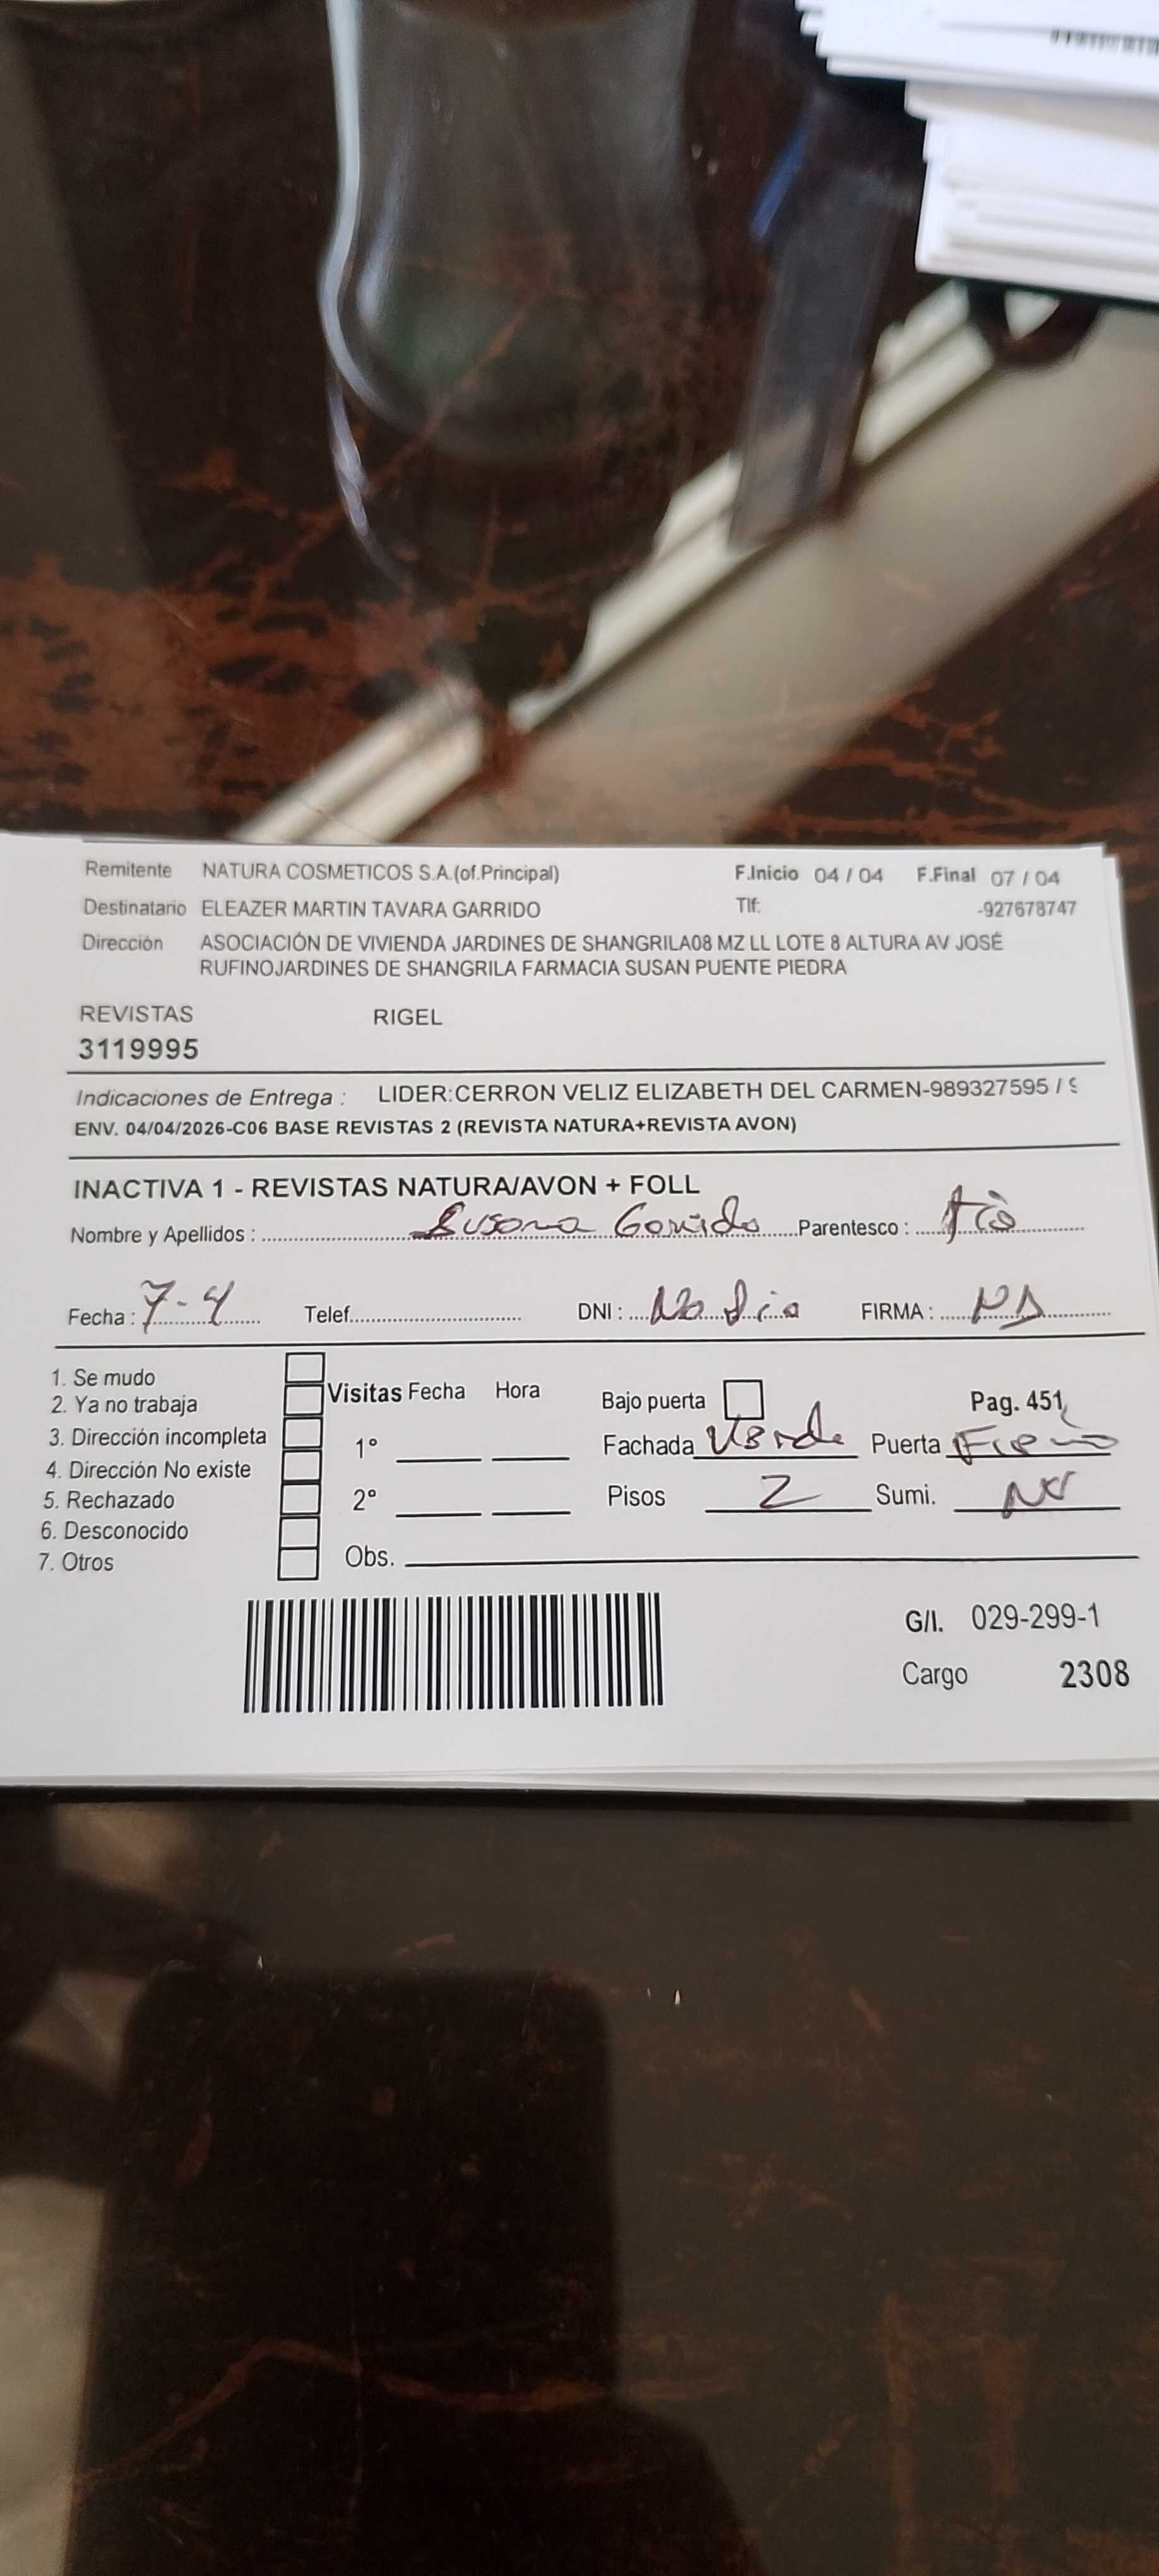 Remitente NATURA COSMETICOS S.A.(of.Principal) F.Inicio 04 / 04 F.Final 07 / 04
Destinatario ELEAZER MARTIN TAVARA GARRIDO Tlf: -927678747
Dirección ASOCIACIÓN DE VIVIENDA JARDINES DE SHANGRILA08 MZ LL LOTE 8 ALTURA AV JOSÉ
RUFINOJARDINES DE SHANGRILA FARMACIA SUSAN PUENTE PIEDRA
REVISTAS RIGEL
3119995
Indicaciones de Entrega : LIDER:CERRON VELIZ ELIZABETH DEL CARMEN-989327595 /
ENV. 04/04/2026-C06 BASE REVISTAS 2 (REVISTA NATURA+REVISTA AVON)
INACTIVA 1 - REVISTAS NATURA/AVON + FOLL
Nombre y Apellidos : Susana Garrido Parentesco : Tia
Fecha : 7-4 Telef. DNI : No dio FIRMA : ND
1. Se mudo
2. Ya no trabaja
3. Dirección incompleta
4. Dirección No existe
5. Rechazado
6. Desconocido
7. Otros
Visitas Fecha Hora Bajo puerta Pag. 451
1° Fachada Verde Puerta Fierro
2° Pisos 2 Sumi.
Obs.
G/I. 029-299-1
Cargo 2308